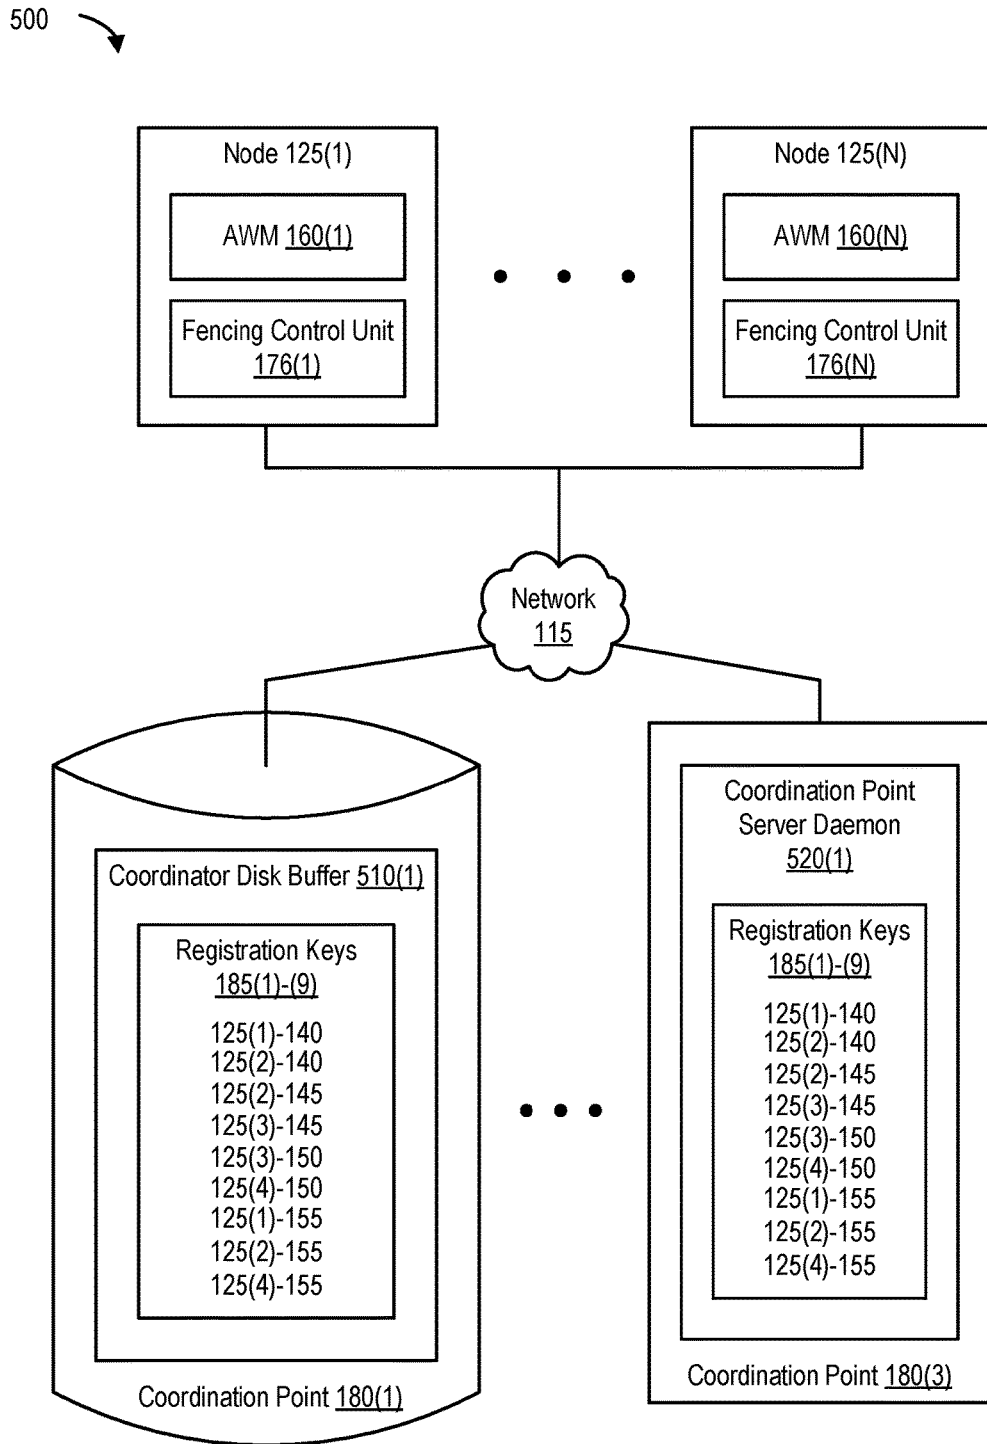 500
Node 125(1)
AWM 160(1)
Fencing Control Unit
176(1)
Node 125(N)
AWM 160(N)
Fencing Control Unit
176(N)
Network
115
Coordinator Disk Buffer 510(1)
Registration Keys
185(1)-(9)
125(1)-140
125(2)-140
125(2)-145
125(3)-145
125(3)-150
125(4)-150
125(1)-155
125(2)-155
125(4)-155
Coordination Point 180(1)
Coordination Point
Server Daemon
520(1)
Registration Keys
185(1)-(9)
125(1)-140
125(2)-140
125(2)-145
125(3)-145
125(3)-150
125(4)-150
125(1)-155
125(2)-155
125(4)-155
Coordination Point 180(3)